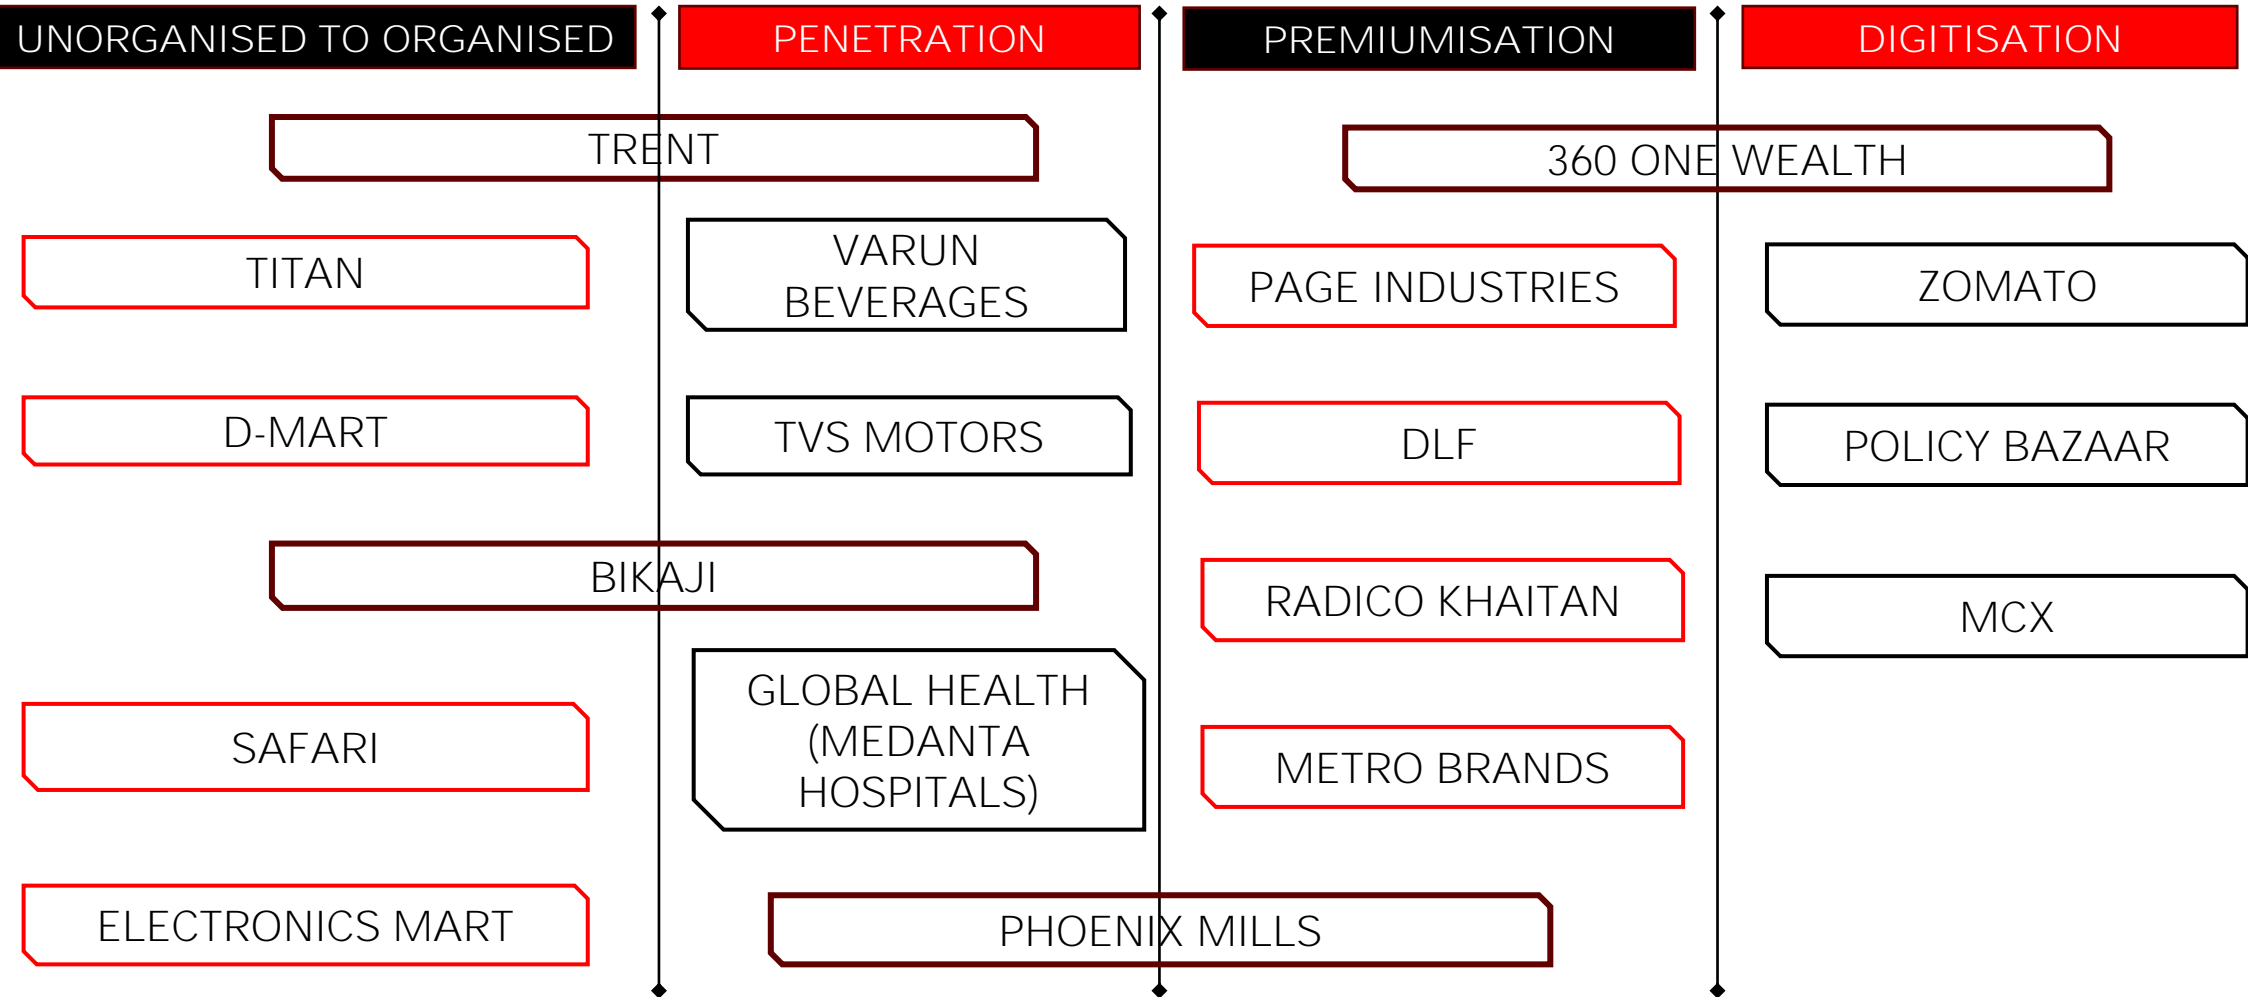 UNORGANISED TO ORGANISED
PENETRATION
PREMIUMISATION
DIGITISATION
TRENT
360 ONE WEALTH
TITAN
VARUN
BEVERAGES
PAGE INDUSTRIES
ZOMATO
D-MART
TVS MOTORS
DLF
POLICY BAZAAR
BIKAJI
RADICO KHAITAN
MCX
SAFARI
GLOBAL HEALTH
(MEDANTA
HOSPITALS)
METRO BRANDS
ELECTRONICS MART
PHOENIX MILLS